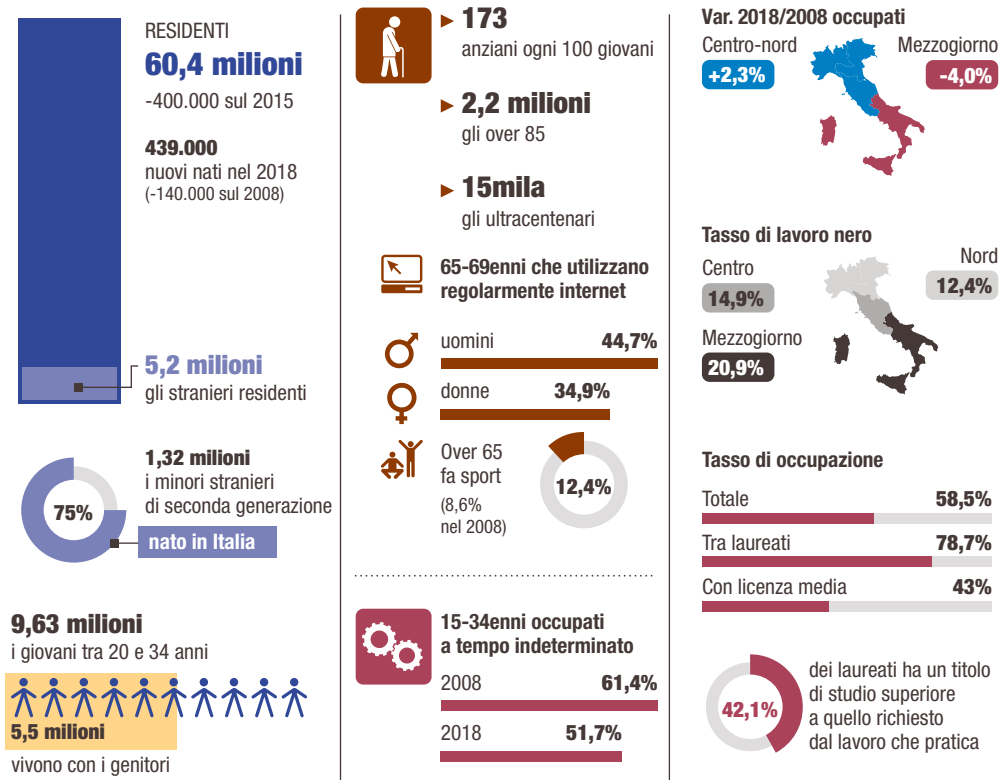 RESIDENTI
60,4 milioni
-400.000 sul 2015
439.000
nuovi nati nel 2018
(-140.000 sul 2008)
5,2 milioni
gli stranieri residenti
75%
1,32 milioni
i minori stranieri
di seconda generazione
nato in Italia
9,63 milioni
i giovani tra 20 e 34 anni
5,5 milioni
vivono con i genitori
173
anziani ogni 100 giovani
2,2 milioni
gli over 85
15mila
gli ultracentenari
65-69enni che utilizzano
regolarmente internet
uomini 44,7%
donne 34,9%
Over 65
fa sport
(8,6%
nel 2008)
12,4%
15-34enni occupati
a tempo indeterminato
2008 61,4%
2018 51,7%
Var. 2018/2008 occupati
Centro-nord
+2,3%
Mezzogiorno
-4,0%
Tasso di lavoro nero
Centro
14,9%
Nord
12,4%
Mezzogiorno
20,9%
Tasso di occupazione
Totale 58,5%
Tra laureati 78,7%
Con licenza media 43%
42,1%
dei laureati ha un titolo
di studio superiore
a quello richiesto
dal lavoro che pratica